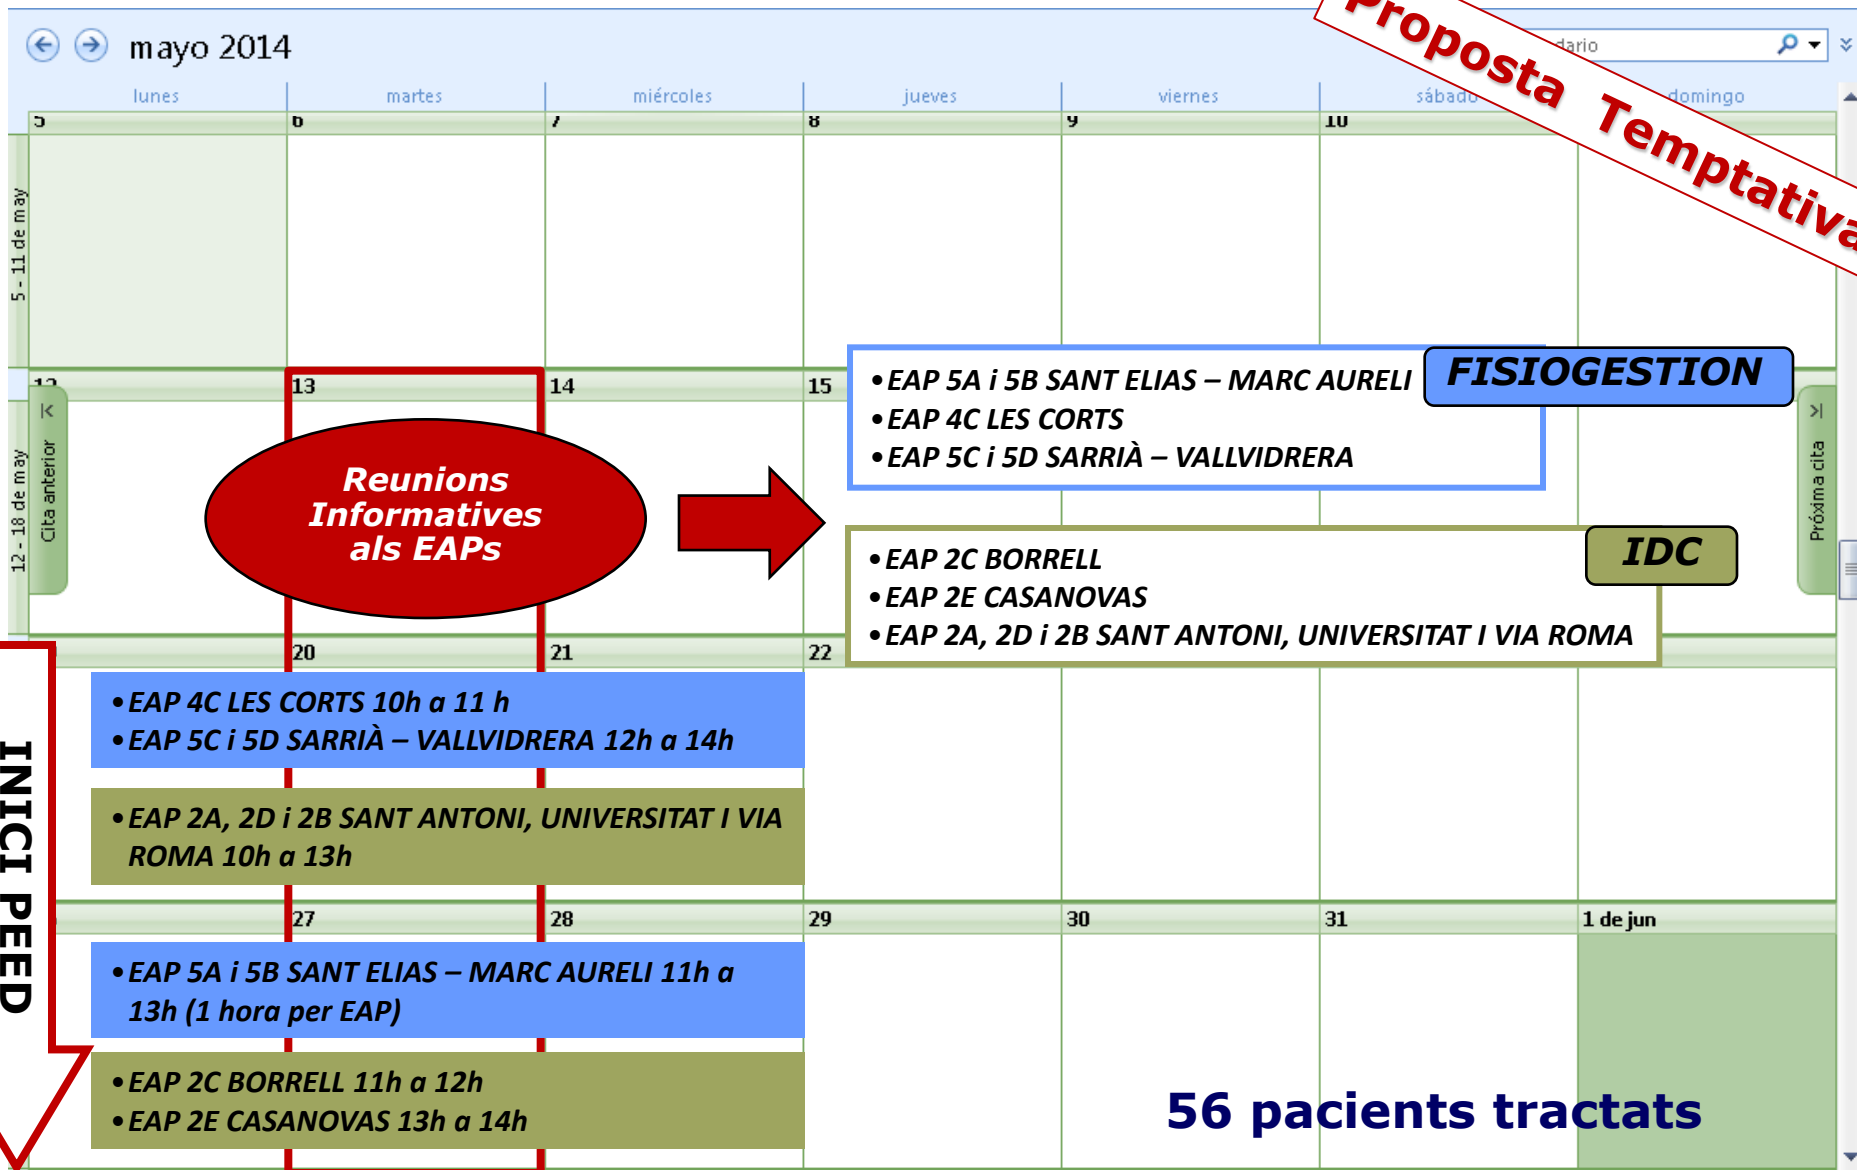 mayo 2014
dario
Proposta Temptativa
lunes martes miércoles jueves viernes sábado domingo
5 6 7 8 9 10
5 - 11 de may
12 13 14 15
12 - 18 de may
Cita anterior
Próxima cita
Reunions
Informatives
als EAPs
FISIOGESTION
•EAP 5A i 5B SANT ELIAS – MARC AURELI
•EAP 4C LES CORTS
•EAP 5C i 5D SARRIÀ – VALLVIDRERA
IDC
•EAP 2C BORRELL
•EAP 2E CASANOVAS
•EAP 2A, 2D i 2B SANT ANTONI, UNIVERSITAT I VIA ROMA
20 21 22
INICI PEED
•EAP 4C LES CORTS 10h a 11 h
•EAP 5C i 5D SARRIÀ – VALLVIDRERA 12h a 14h
•EAP 2A, 2D i 2B SANT ANTONI, UNIVERSITAT I VIA
ROMA 10h a 13h
27 28 29 30 31 1 de jun
•EAP 5A i 5B SANT ELIAS – MARC AURELI 11h a
13h (1 hora per EAP)
•EAP 2C BORRELL 11h a 12h
•EAP 2E CASANOVAS 13h a 14h
56 pacients tractats